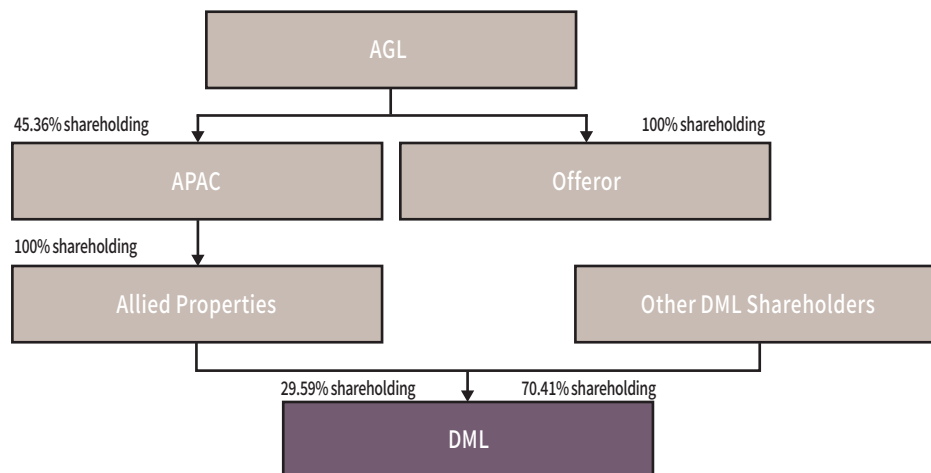 AGL
45.36% shareholding
100% shareholding
APAC
Offeror
100% shareholding
Allied Properties
Other DML Shareholders
29.59% shareholding
70.41% shareholding
DML